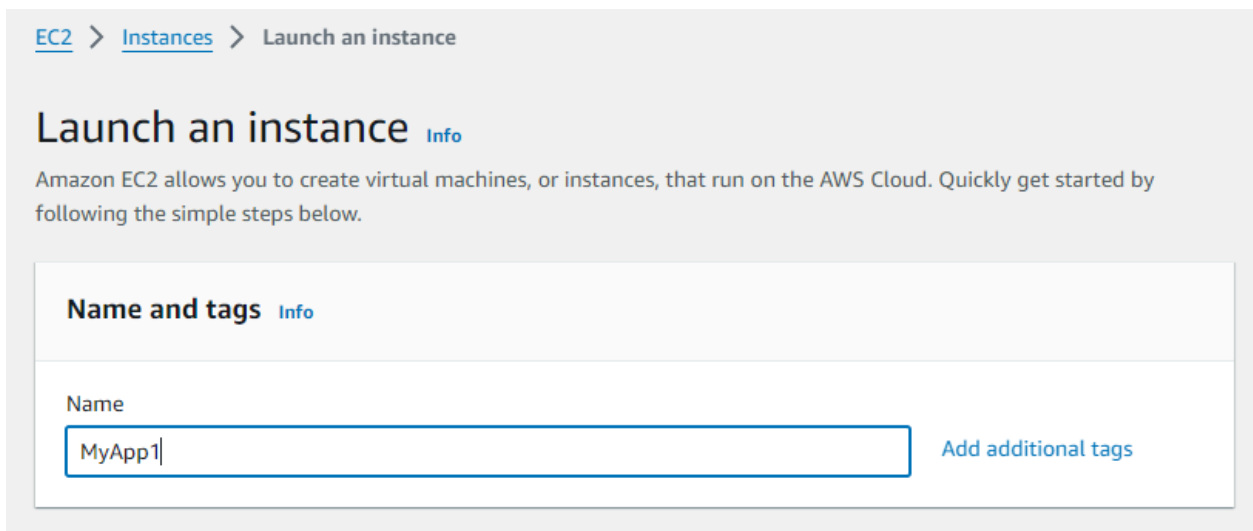 EC2 > Instances > Launch an instance
Launch an instance Info
Amazon EC2 allows you to create virtual machines, or instances, that run on the AWS Cloud. Quickly get started by
following the simple steps below.
Name and tags Info
Name
MyApp1 Add additional tags